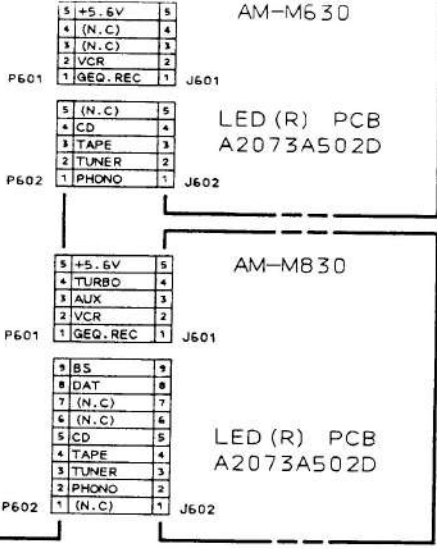 5 +5.6V 5 AM-M630
4 (N.C) 4
3 (N.C) 3
2 VCR 2
P601 1 GEQ.REC 1 J601
5 (N.C) 5
4 CD 4 LED (R) PCB
3 TAPE 3 A2073A502D
2 TUNER 2
P602 1 PHONO 1 J602
5 +5.6V 5 AM-M830
4 TURBO 4
3 AUX 3
2 VCR 2
P601 1 GEQ.REC 1 J601
9 BS 9
8 DAT 8
7 (N.C) 7
6 (N.C) 6
5 CD 5 LED (R) PCB
4 TAPE 4 A2073A502D
3 TUNER 3
2 PHONO 2
P602 1 (N.C) 1 J602